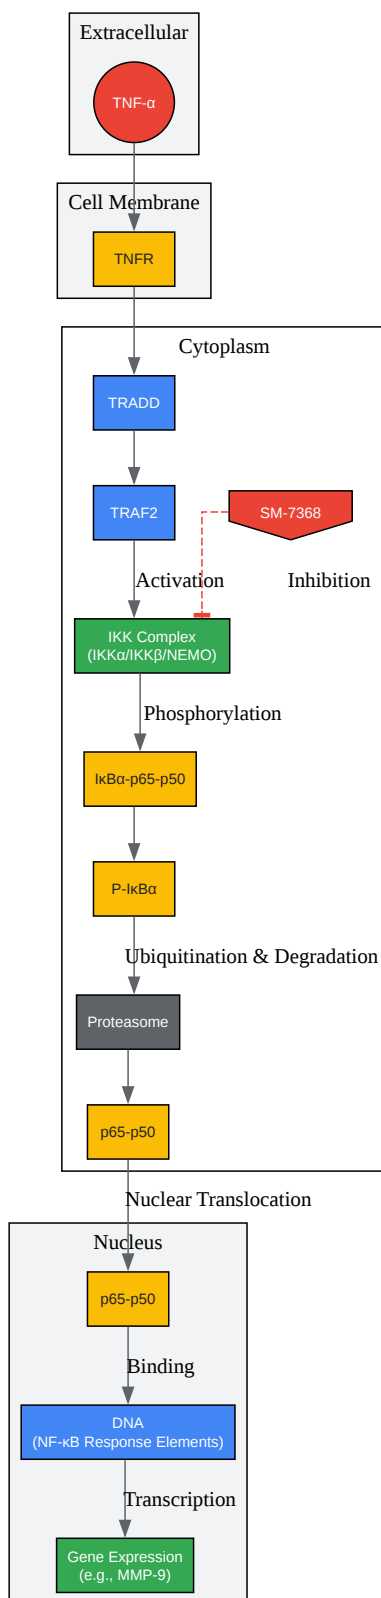 Extracellular
TNF-α
Cell Membrane
TNFR
Cytoplasm
TRADD
TRAF2
SM-7368
Activation
Inhibition
IKK Complex
(IKKα/IKKβ/NEMO)
Phosphorylation
IκBα-p65-p50
P-IκBα
Ubiquitination & Degradation
Proteasome
p65-p50
Nuclear Translocation
Nucleus
p65-p50
Binding
DNA
(NF-κB Response Elements)
Transcription
Gene Expression
(e.g., MMP-9)